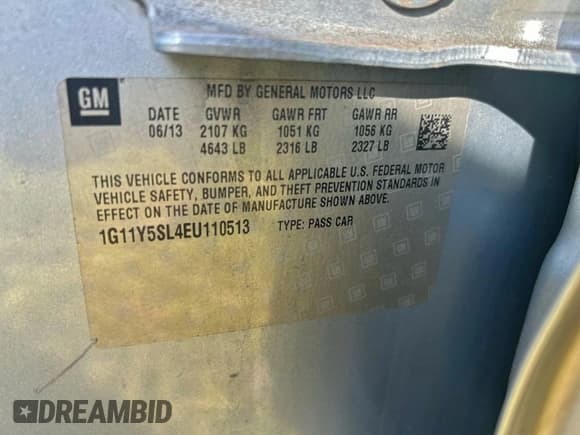 GM
MFD BY GENERAL MOTORS LLC
DATE GVWR GAWR FRT GAWR RR
06/13 2107 KG 1051 KG 1056 KG
4643 LB 2316 LB 2327 LB
THIS VEHICLE CONFORMS TO ALL APPLICABLE U.S. FEDERAL MOTOR
VEHICLE SAFETY, BUMPER, AND THEFT PREVENTION STANDARDS IN
EFFECT ON THE DATE OF MANUFACTURE SHOWN ABOVE.
1G11Y5SL4EU110513 TYPE: PASS CAR
DREAMBID